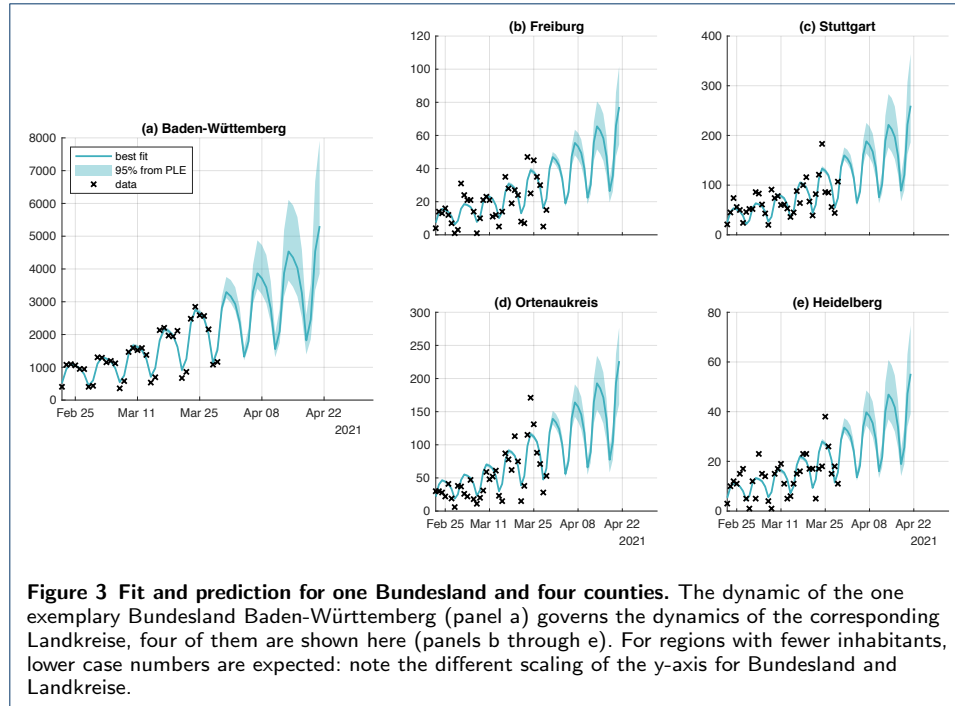 (b) Freiburg
120
100
80
60
40
20
0
Feb 25
Mar 11
Mar 25
Apr 08
Apr 22
2021
(c) Stuttgart
400
300
200
100
0
Feb 25
Mar 11
Mar 25
Apr 08
Apr 22
2021
(a) Baden-Württemberg
8000
7000
6000
5000
4000
3000
2000
1000
0
best fit
95% from PLE
data
Feb 25
Mar 11
Mar 25
Apr 08
Apr 22
2021
(d) Ortenaukreis
300
250
200
150
100
50
0
Feb 25
Mar 11
Mar 25
Apr 08
Apr 22
2021
(e) Heidelberg
80
60
40
20
0
Feb 25
Mar 11
Mar 25
Apr 08
Apr 22
2021
Figure 3 Fit and prediction for one Bundesland and four counties. The dynamic of the one
exemplary Bundesland Baden-Württemberg (panel a) governs the dynamics of the corresponding
Landkreise, four of them are shown here (panels b through e). For regions with fewer inhabitants,
lower case numbers are expected: note the different scaling of the y-axis for Bundesland and
Landkreise.